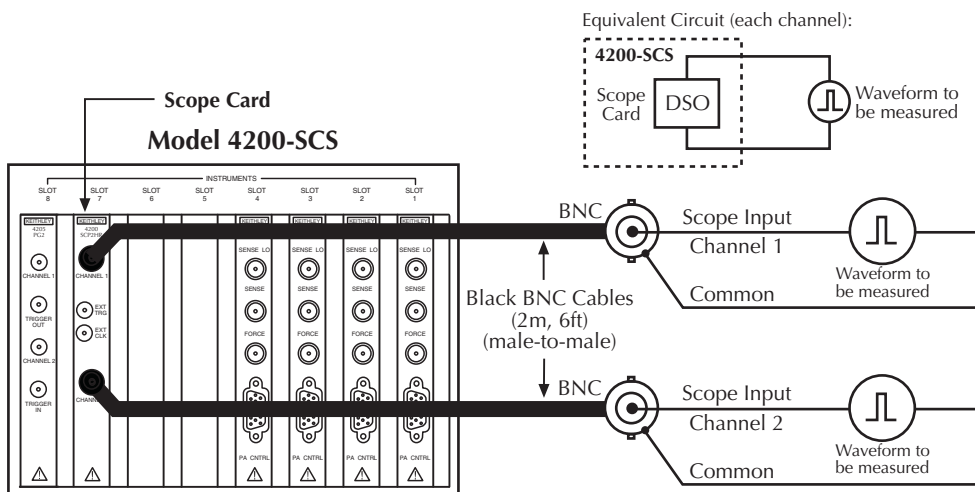 Equivalent Circuit (each channel):
4200-SCS
Scope
Card
DSO
Waveform to
be measured
Scope Card
Model 4200-SCS
INSTRUMENTS
SLOT
8
SLOT
7
SLOT
6
SLOT
5
SLOT
4
SLOT
3
SLOT
2
SLOT
1
KEITHLEY
4205
PG2
CHANNEL 1
TRIGGER
OUT
CHANNEL 2
TRIGGER
IN
KEITHLEY
4200
SCP2HR
CHANNEL 1
EXT
TRG
EXT
CLK
KEITHLEY
SENSE LO
SENSE
FORCE
PA CNTRL
KEITHLEY
SENSE LO
SENSE
FORCE
PA CNTRL
KEITHLEY
SENSE LO
SENSE
FORCE
PA CNTRL
KEITHLEY
SENSE LO
SENSE
FORCE
PA CNTRL
BNC
Scope Input
Channel 1
Common
Waveform to
be measured
Black BNC Cables
(2m, 6ft)
(male-to-male)
BNC
Scope Input
Channel 2
Common
Waveform to
be measured